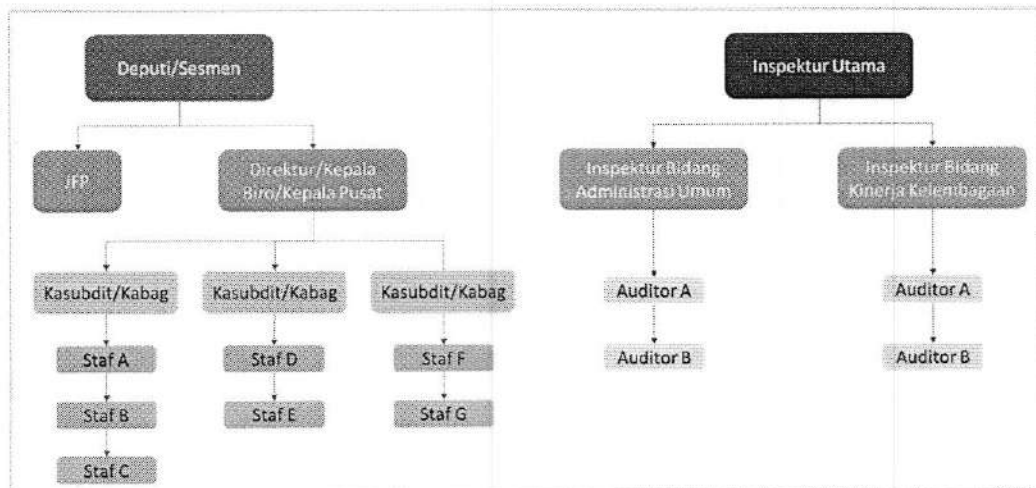 Deputi/Sesmen
JFP
Direktur/Kepala
Biro/Kepala Pusat
Kasubdit/Kabag
Kasubdit/Kabag
Kasubdit/Kabag
Staf A
Staf D
Staf F
Staf B
Staf E
Staf G
Staf C
Inspektur Utama
Inspektur Bidang
Administrasi Umum
Inspektur Bidang
Kinerja Kelembagaan
Auditor A
Auditor A
Auditor B
Auditor B